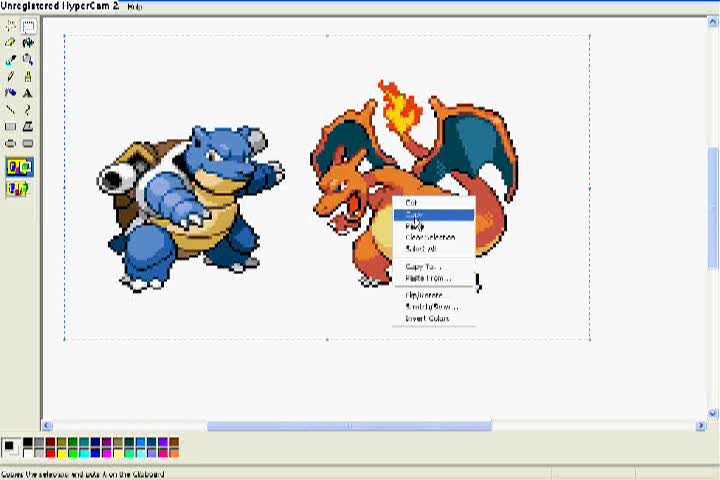 Unregistered HyperCam 2
Help
Cut
Copy
Paste
Clear Selection
Select All
Copy To...
Paste From...
Flip/Rotate...
Stretch/Skew...
Invert Colors
Copies the selection and puts it on the Clipboard